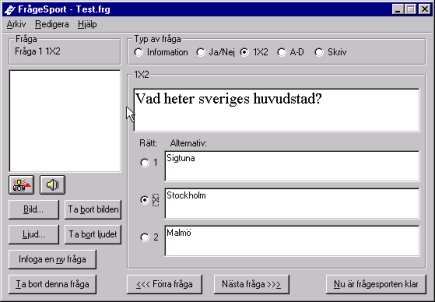 FrågeSport - Test.frg
Arkiv Redigera Hjälp
Fråga
Fråga 1 1X2
Typ av fråga
Information Ja/Nej 1X2 A-D Skriv
1X2
Vad heter sveriges huvudstad?
Rätt: Alternativ:
1 Sigtuna
X Stockholm
2 Malmö
Bild... Ta bort bilden
Ljud... Ta bort ljudet
Infoga en ny fråga
Ta bort denna fråga
<<< Förra fråga Nästa fråga >>> Nu är frågesporten klar